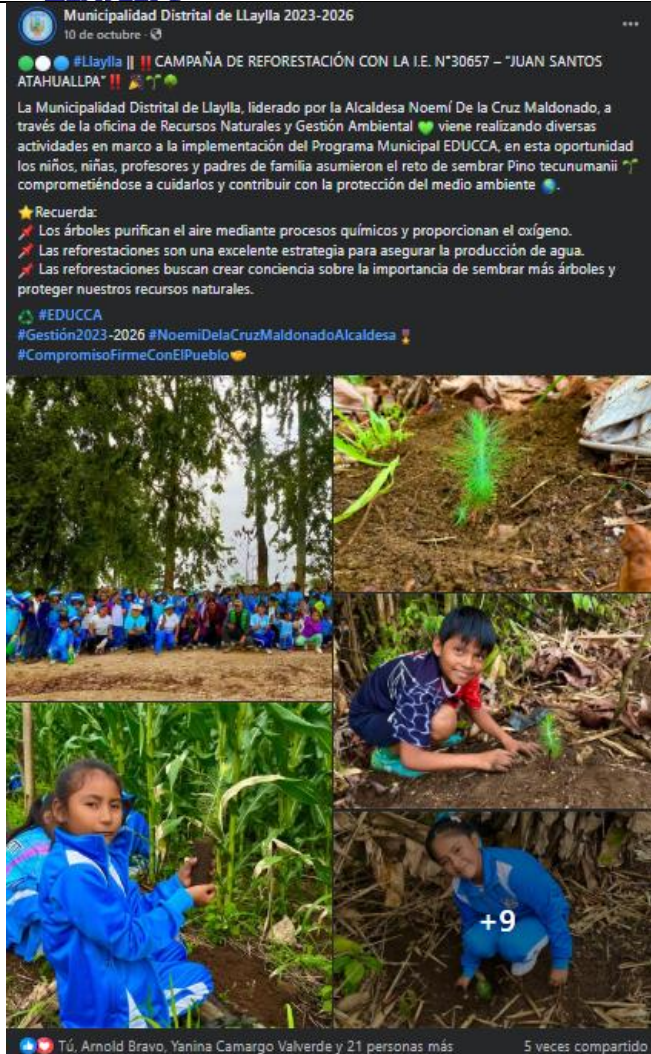 Municipalidad Distrital de LLaylla 2023-2026
10 de octubre ·
#Llaylla || ‼CAMPAÑA DE REFORESTACIÓN CON LA I.E. N°30657 – "JUAN SANTOS
ATAHUALLPA"‼ 🎉🌱🌳
La Municipalidad Distrital de Llaylla, liderado por la Alcaldesa Noemí De la Cruz Maldonado, a
través de la oficina de Recursos Naturales y Gestión Ambiental 💚 viene realizando diversas
actividades en marco a la implementación del Programa Municipal EDUCCA, en esta oportunidad
los niños, niñas, profesores y padres de familia asumieron el reto de sembrar Pino tecunumanii 🌱
comprometiéndose a cuidarlos y contribuir con la protección del medio ambiente 🌎.
⭐Recuerda:
📌 Los árboles purifican el aire mediante procesos químicos y proporcionan el oxígeno.
📌 Las reforestaciones son una excelente estrategia para asegurar la producción de agua.
📌 Las reforestaciones buscan crear conciencia sobre la importancia de sembrar más árboles y
proteger nuestros recursos naturales.
♻ #EDUCCA
#Gestión2023-2026 #NoemiDelaCruzMaldonadoAlcaldesa🎖
#CompromisoFirmeConElPueblo🤝
+9
Tú, Arnold Bravo, Yanina Camargo Valverde y 21 personas más 5 veces compartido